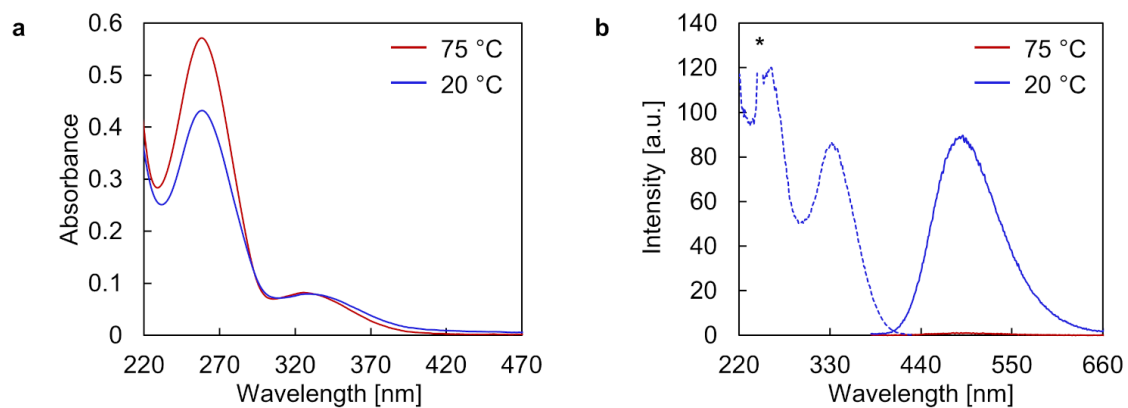 a
0.6
0.5
0.4
0.3
0.2
0.1
0
Absorbance
75 °C
20 °C
220 270 320 370 420 470
Wavelength [nm]
b
140
120
100
80
60
40
20
0
Intensity [a.u.]
*
75 °C
20 °C
220 330 440 550 660
Wavelength [nm]